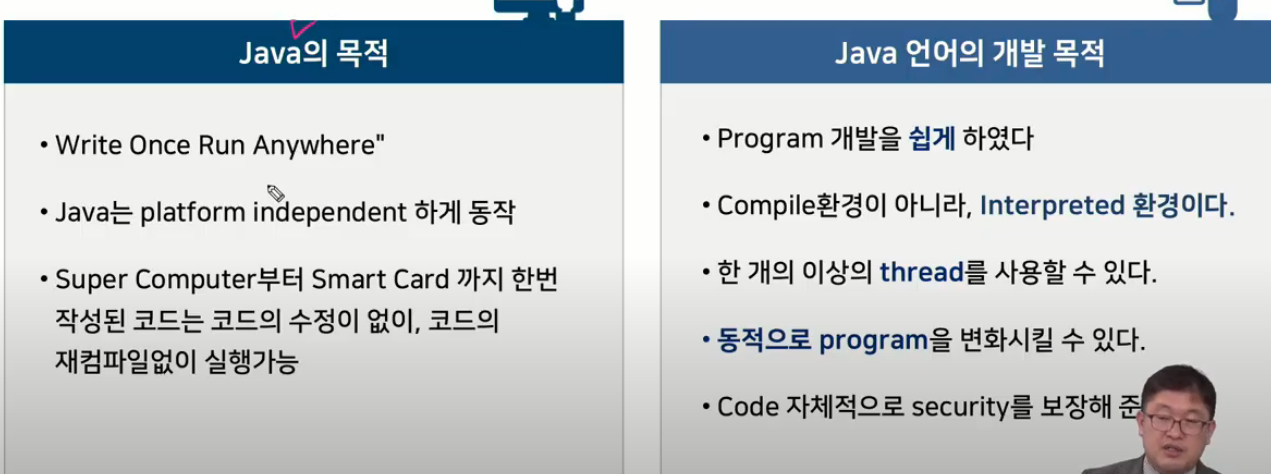 Java의 목적
• Write Once Run Anywhere"
• Java는 platform independent 하게 동작
• Super Computer부터 Smart Card 까지 한번
작성된 코드는 코드의 수정이 없이, 코드의
재컴파일없이 실행가능
Java 언어의 개발 목적
• Program 개발을 쉽게 하였다
• Compile환경이 아니라, Interpreted 환경이다.
• 한 개의 이상의 thread를 사용할 수 있다.
• 동적으로 program을 변화시킬 수 있다.
• Code 자체적으로 security를 보장해 준